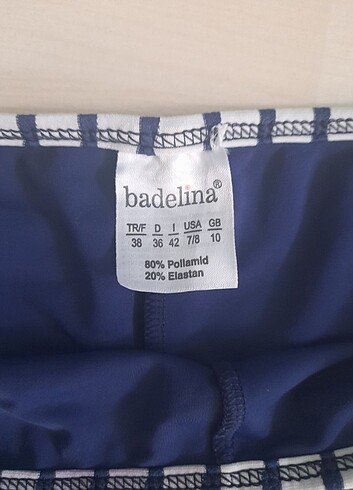 badelina®
TR/F D I USA GB
38 36 42 7/8 10
80% Poliamid
20% Elastan